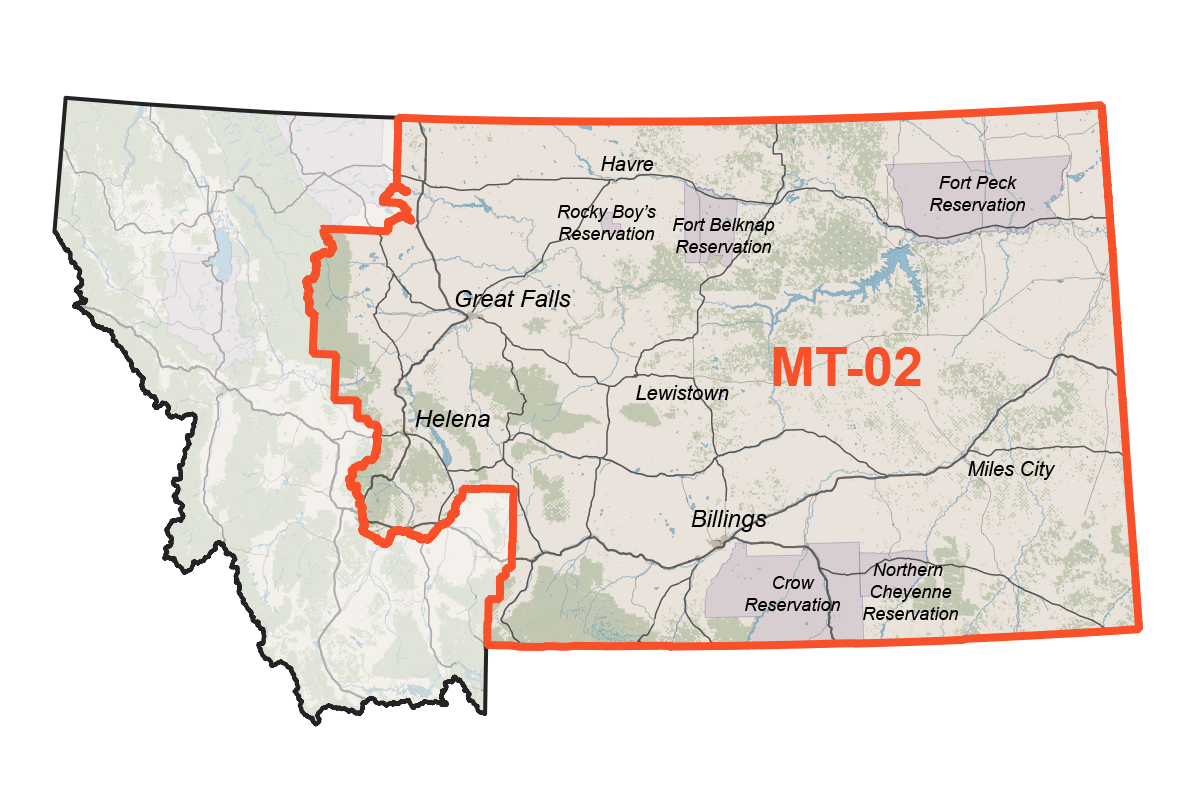 Havre
Fort Peck
Reservation
Rocky Boy's
Reservation
Fort Belknap
Reservation
Great Falls
MT-02
Lewistown
Helena
Miles City
Billings
Crow
Reservation
Northern
Cheyenne
Reservation